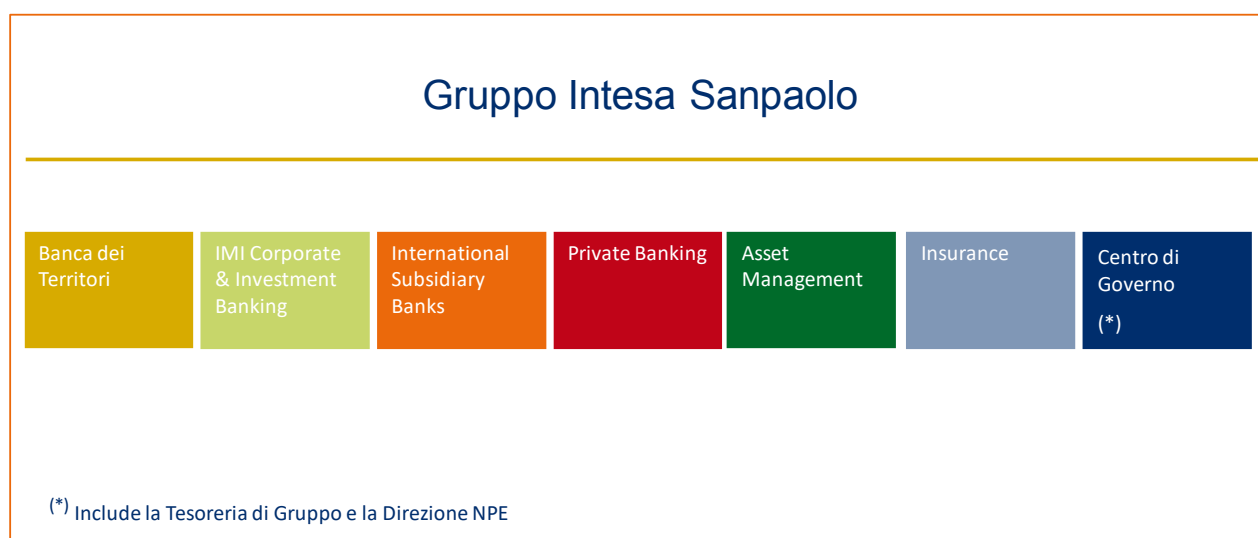 Gruppo Intesa Sanpaolo
Banca dei
Territori
IMI Corporate
& Investment
Banking
International
Subsidiary
Banks
Private Banking
Asset
Management
Insurance
Centro di
Governo
(*)
(*) Include la Tesoreria di Gruppo e la Direzione NPE